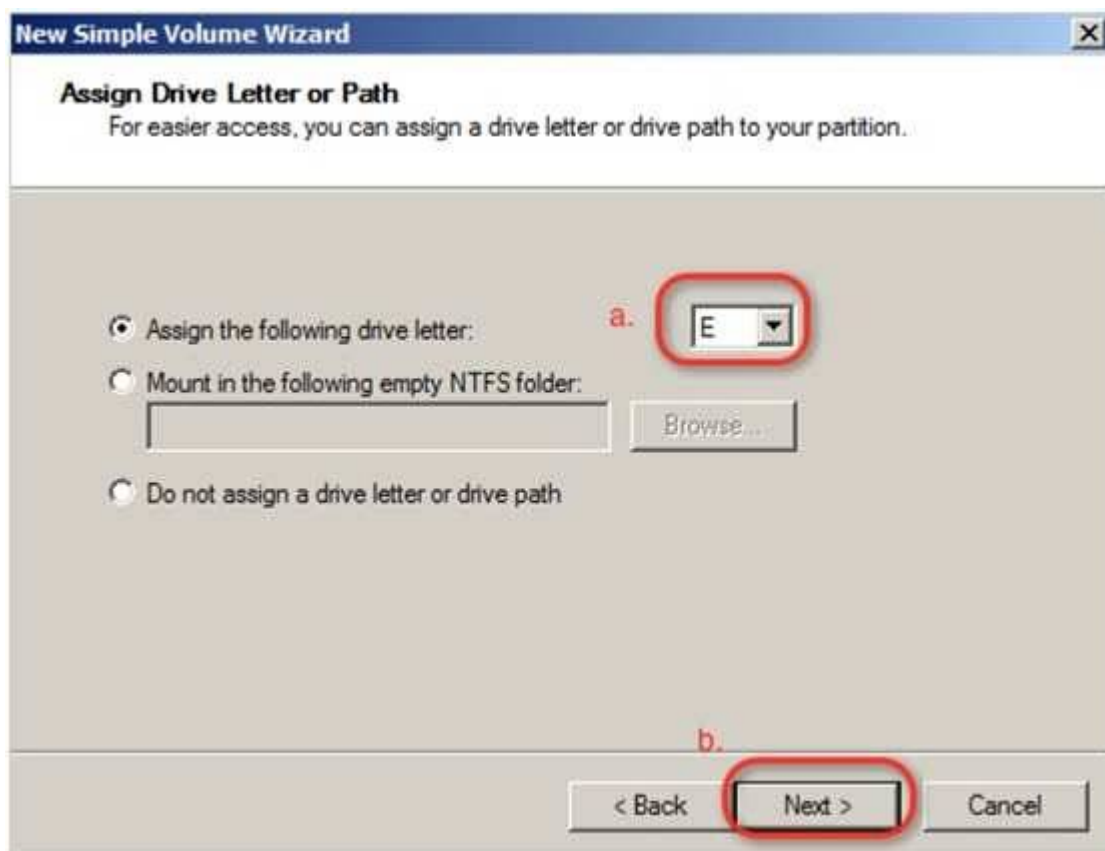 New Simple Volume Wizard
Assign Drive Letter or Path
For easier access, you can assign a drive letter or drive path to your partition.
Assign the following drive letter: a. E
Mount in the following empty NTFS folder:
Browse...
Do not assign a drive letter or drive path
b.
< Back Next > Cancel